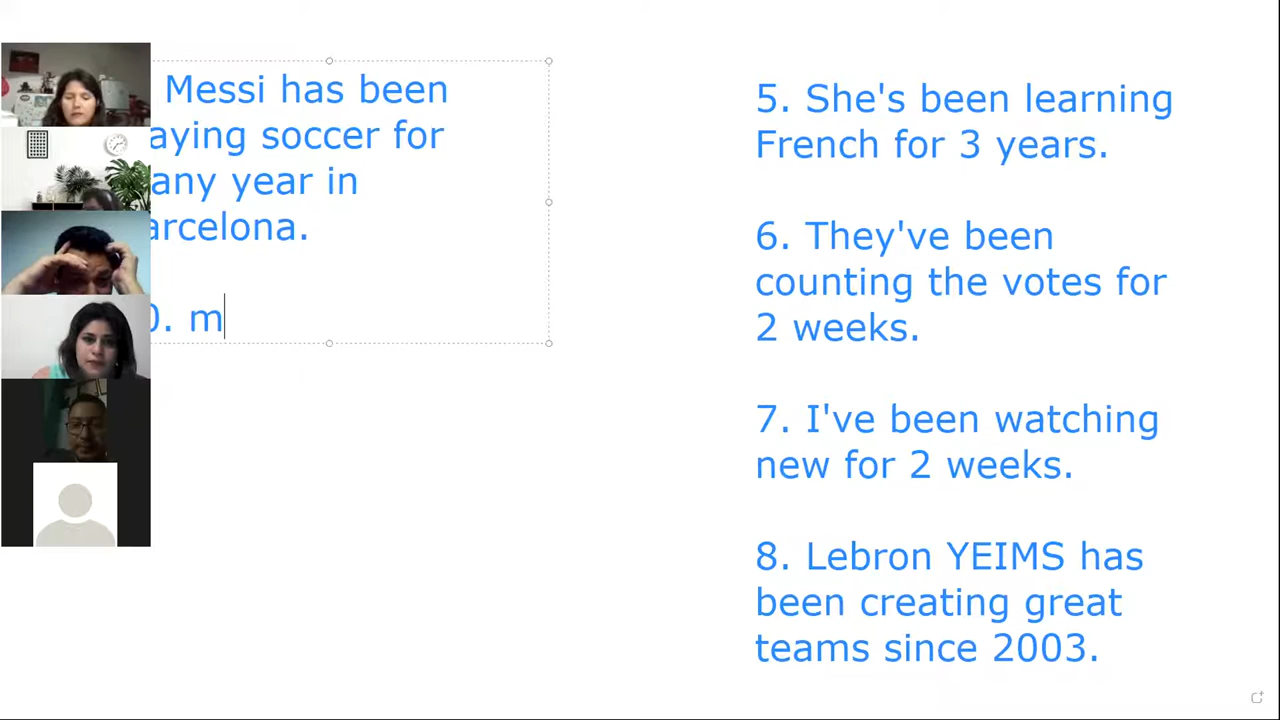 Messi has been
aying soccer for
any year in
arcelona.
0. m
5. She's been learning
French for 3 years.
6. They've been
counting the votes for
2 weeks.
7. I've been watching
new for 2 weeks.
8. Lebron YEIMS has
been creating great
teams since 2003.